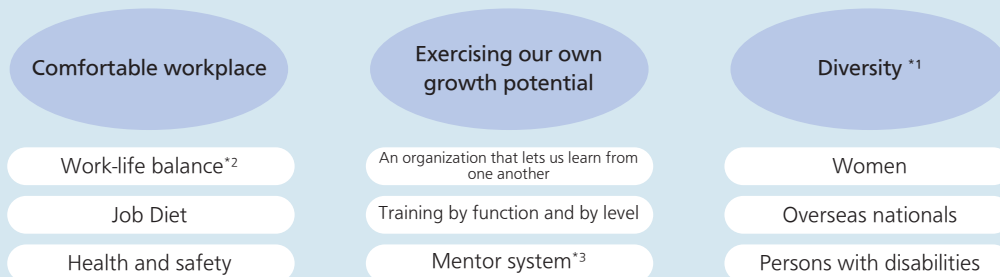 Comfortable workplace
Work-life balance*2
Job Diet
Health and safety
Exercising our own
growth potential
An organization that lets us learn from
one another
Training by function and by level
Mentor system*3
Diversity *1
Women
Overseas nationals
Persons with disabilities